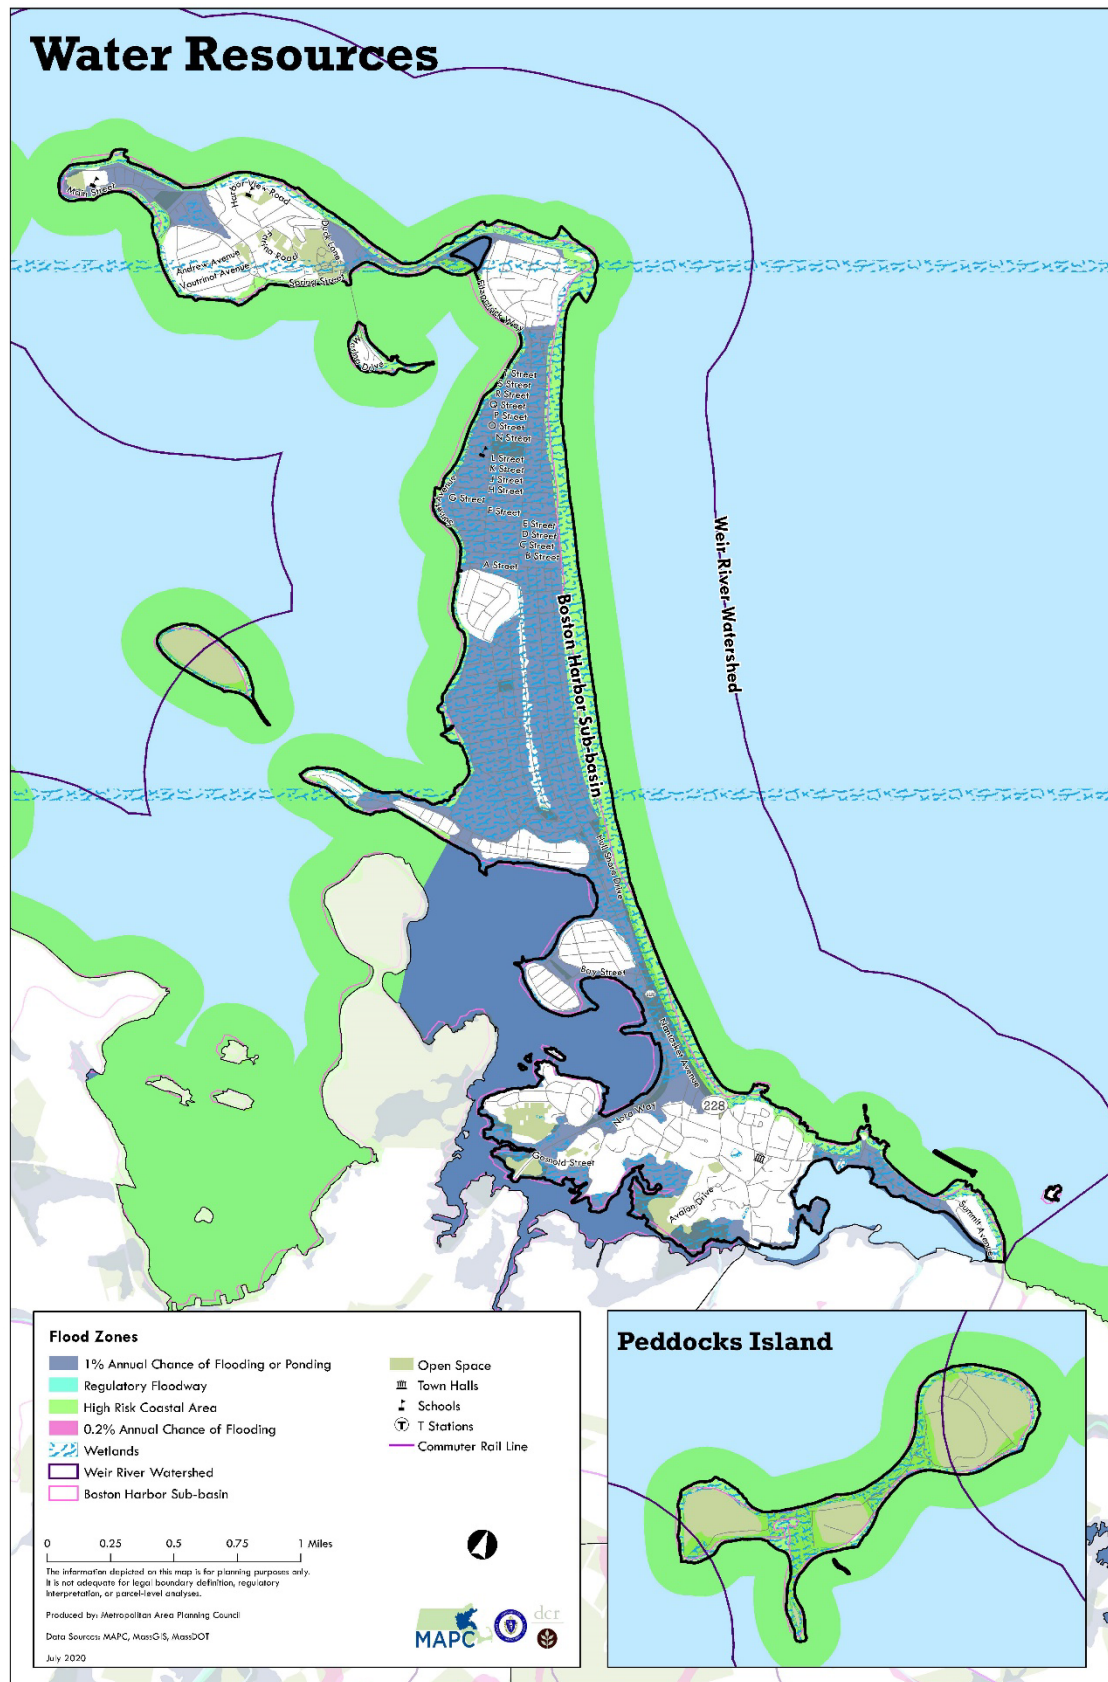 Water Resources
Main Street
Harbor View Road
Duck Lane
Andrew Avenue
Vautrinot Avenue
Spring Street
Fitzpatrick Way
S Street
R Street
Q Street
P Street
O Street
N Street
L Street
K Street
J Street
H Street
G Street
F Street
E Street
D Street
C Street
B Street
A Street
Weir River Watershed
Boston Harbor Sub-basin
Hull Shore Drive
Bay Street
Nantasket Avenue
228
Nota Way
Gosnold Street
Avalon Drive
Summit Avenue
Flood Zones
1% Annual Chance of Flooding or Ponding
Regulatory Floodway
High Risk Coastal Area
0.2% Annual Chance of Flooding
Wetlands
Weir River Watershed
Boston Harbor Sub-basin
Open Space
Town Halls
Schools
T
T Stations
Commuter Rail Line
0 0.25 0.5 0.75 1 Miles
The information depicted on this map is for planning purposes only.
It is not adequate for legal boundary definition, regulatory
interpretation, or parcel-level analyses.
Produced by: Metropolitan Area Planning Council
Data Sources: MAPC, MassGIS, MassDOT
July 2020
MAPC
dcr
Peddocks Island